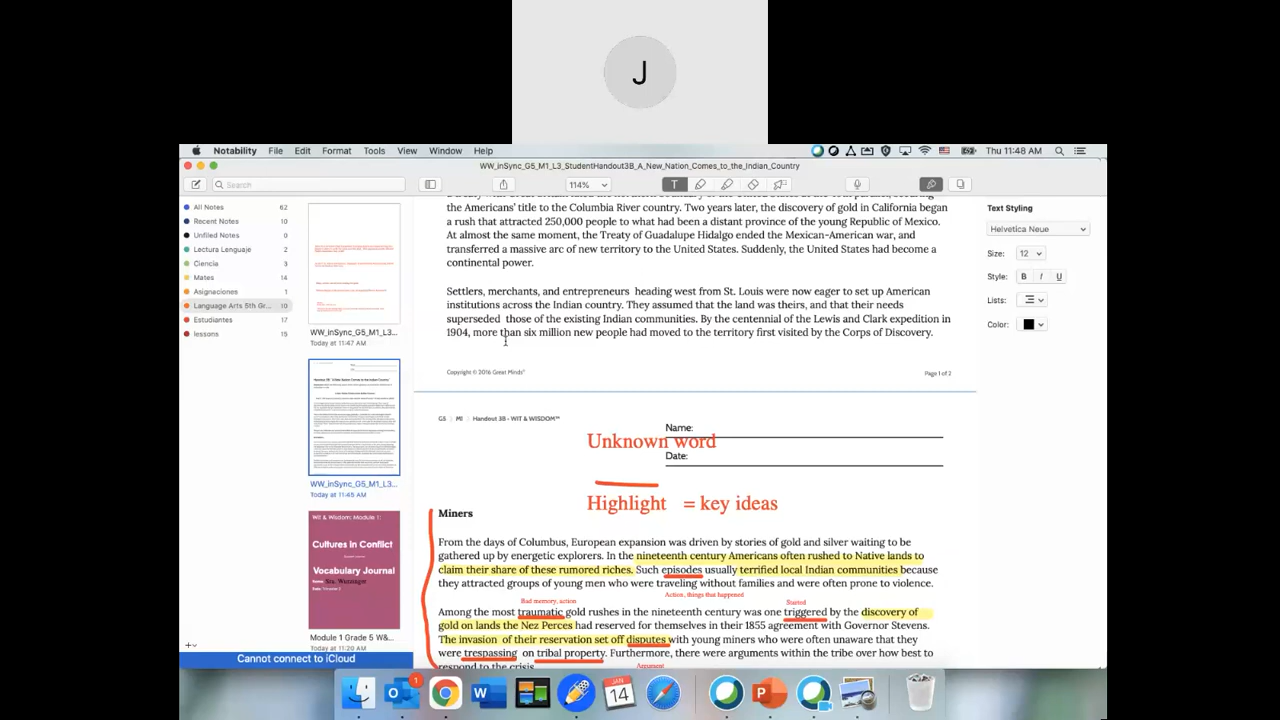 J
Notability File Edit Format Tools View Window Help
Thu 11:48 AM
WW_inSync_G5_M1_L3_StudentHandout3B_A_New_Nation_Comes_to_the_Indian_Country
Search
114%
T
All Notes 62
Recent Notes 10
Unfiled Notes 0
Lectura Lenguaje 2
Ciencia 3
Mates 14
Asignaciones 1
Language Arts 5th Gr... 10
Estudiantes 17
lessons 1
Cannot connect to iCloud
WW_inSync_G5_M1_L3...
Today at 11:47 AM
WW_inSync_G5_M1_L3...
Today at 11:45 AM
Wit & Wisdom: Module 1:
Cultures in Conflict
Vocabulary Journal
Name:
Module 1 Grade 5 W&...
Today at 11:20 AM
the Americans' title to the Columbia River country. Two years later, the discovery of gold in California began
a rush that attracted 250,000 people to what had been a distant province of the young Republic of Mexico.
At almost the same moment, the Treaty of Guadalupe Hidalgo ended the Mexican-American war, and
transferred a massive arc of new territory to the United States. Suddenly, the United States had become a
continental power.
Settlers, merchants, and entrepreneurs heading west from St. Louis were now eager to set up American
institutions across the Indian country. They assumed that the land was theirs, and that their needs
superseded those of the existing Indian communities. By the centennial of the Lewis and Clark expedition in
1904, more than six million new people had moved to the territory first visited by the Corps of Discovery.
Copyright © 2016 Great Minds®
Page 1 of 2
G5 | M1 | Handout 3B • WIT & WISDOM™
Name:
Unknown word
Date:
Highlight = key ideas
Miners
From the days of Columbus, European expansion was driven by stories of gold and silver waiting to be
gathered up by energetic explorers. In the nineteenth century Americans often rushed to Native lands to
claim their share of these rumored riches. Such episodes usually terrified local Indian communities because
they attracted groups of young men who were traveling without families and were often prone to violence.
Action, things that happened
Bad memory, action
Started
Among the most traumatic gold rushes in the nineteenth century was one triggered by the discovery of
gold on lands the Nez Perces had reserved for themselves in their 1855 agreement with Governor Stevens.
The invasion of their reservation set off disputes with young miners who were often unaware that they
were trespassing on tribal property. Furthermore, there were arguments within the tribe over how best to
respond to the crisis.
Argument
Text Styling
Helvetica Neue
Size: 12
Style: B I U
Lists:
Color:
1
W
JAN
14
P